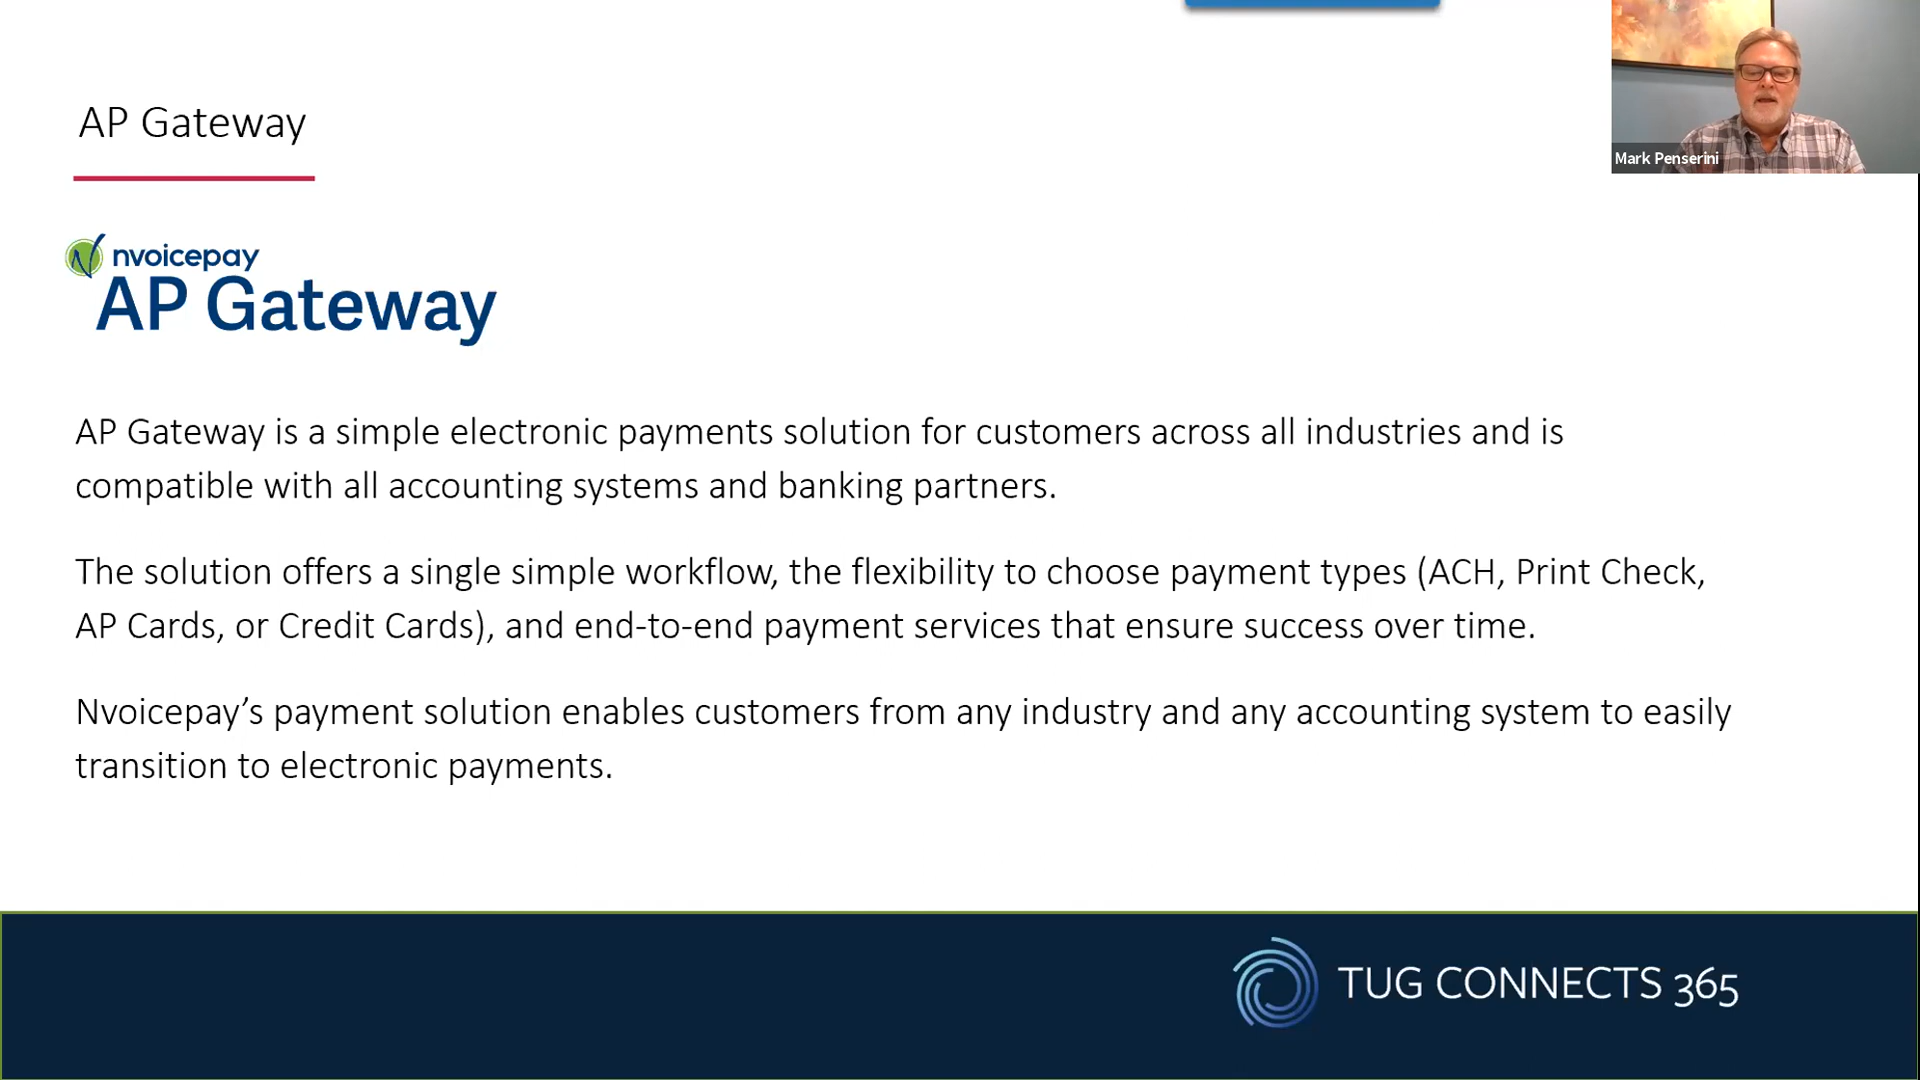 AP Gateway
Mark Penserini
nvoicepay
AP Gateway
AP Gateway is a simple electronic payments solution for customers across all industries and is
compatible with all accounting systems and banking partners.
The solution offers a single simple workflow, the flexibility to choose payment types (ACH, Print Check,
AP Cards, or Credit Cards), and end-to-end payment services that ensure success over time.
Nvoicepay’s payment solution enables customers from any industry and any accounting system to easily
transition to electronic payments.
TUG CONNECTS 365